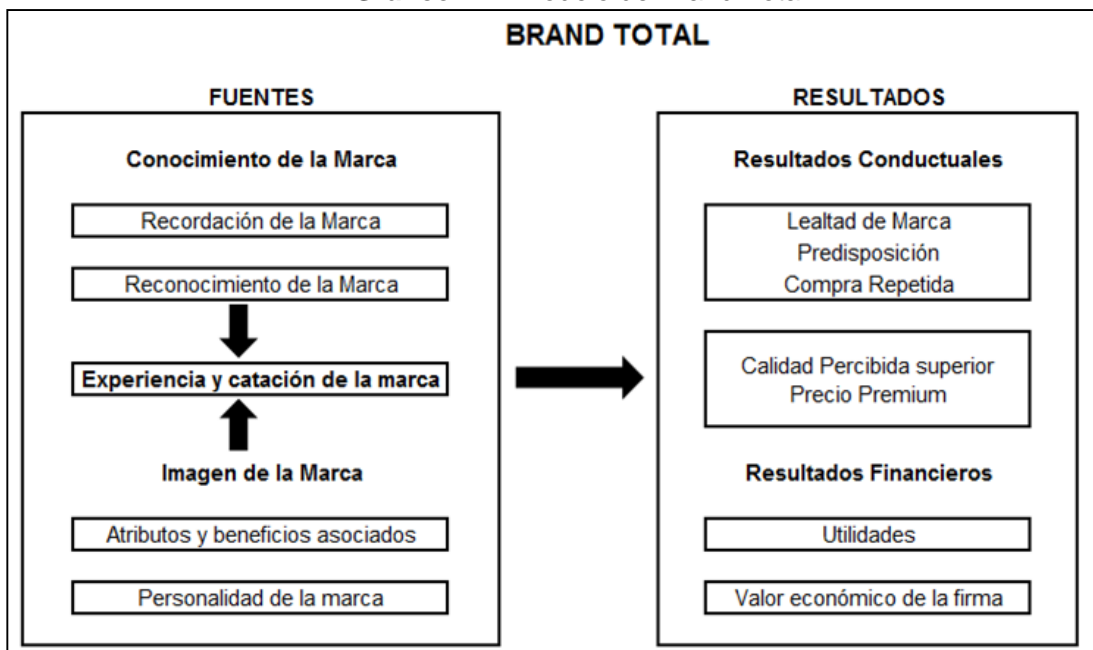 BRAND TOTAL
FUENTES
Conocimiento de la Marca
Recordación de la Marca
Reconocimiento de la Marca
Experiencia y catación de la marca
Imagen de la Marca
Atributos y beneficios asociados
Personalidad de la marca
RESULTADOS
Resultados Conductuales
Lealtad de Marca
Predisposición
Compra Repetida
Calidad Percibida superior
Precio Premium
Resultados Financieros
Utilidades
Valor económico de la firma